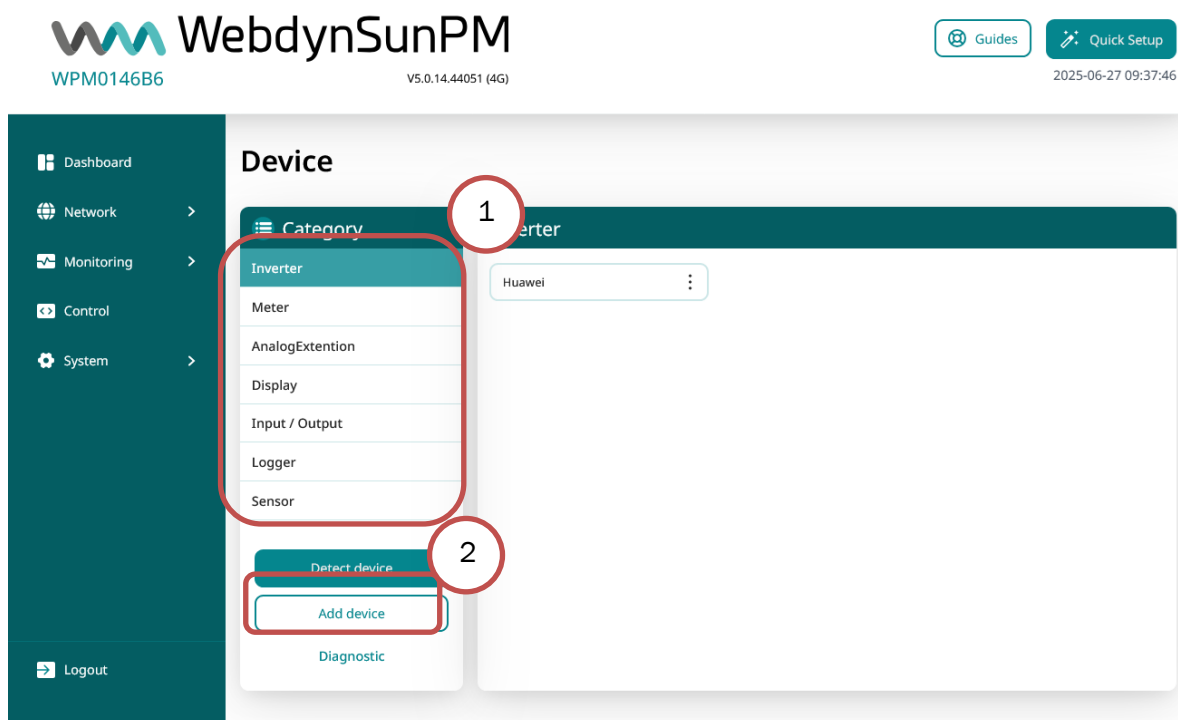 WebdynSunPM
WPM0146B6
V5.0.14.44051 (4G)
Guides
Quick Setup
2025-06-27 09:37:46
Dashboard
Network
Monitoring
Control
System
Logout
Device
Category
1
erter
Inverter
Meter
AnalogExtention
Display
Input / Output
Logger
Sensor
Huawei
2
Detect device
Add device
Diagnostic